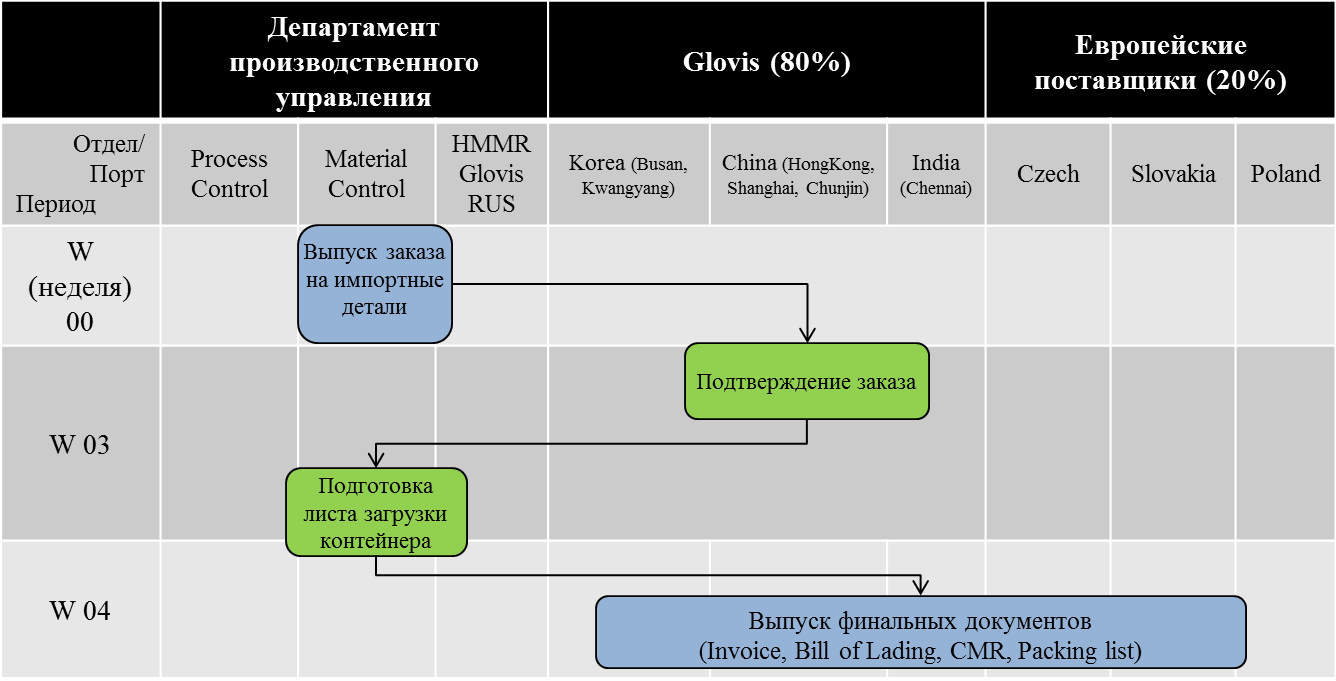 Департамент
производственного
управления
Glovis (80%)
Европейские
поставщики (20%)
Отдел/
Порт
Период
Process
Control
Material
Control
HMMR
Glovis
RUS
Korea (Busan,
Kwangyang)
China (HongKong,
Shanghai, Chunjin)
India
(Chennai)
Czech
Slovakia
Poland
W
(неделя)
00
Выпуск заказа
на импортные
детали
Подтверждение заказа
W 03
Подготовка
листа загрузки
контейнера
W 04
Выпуск финальных документов
(Invoice, Bill of Lading, CMR, Packing list)